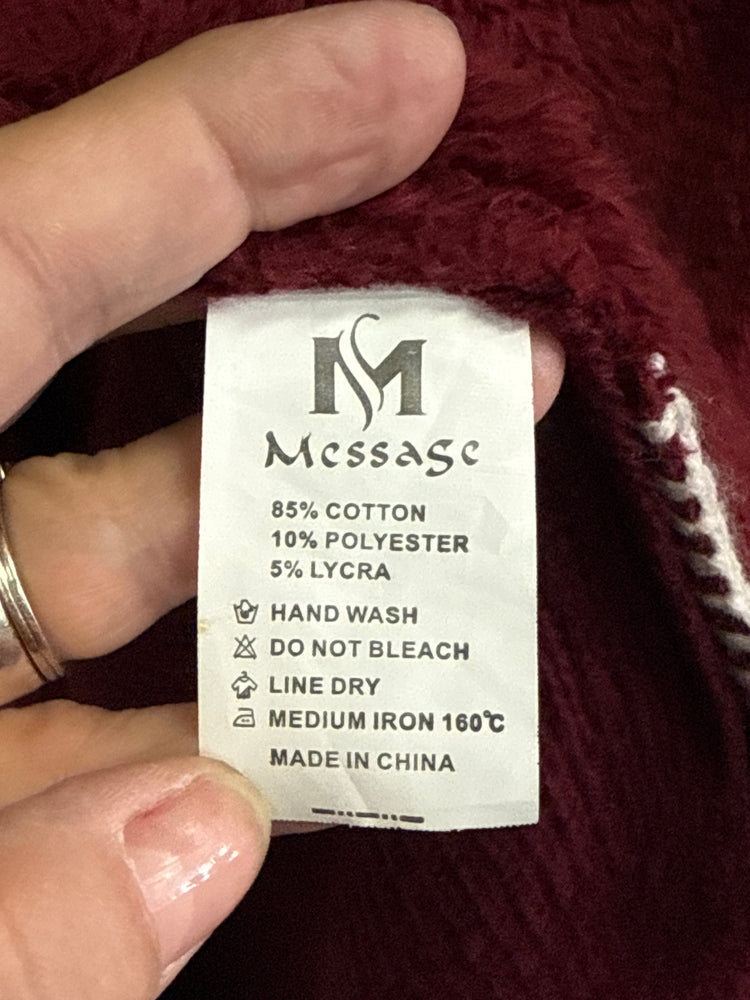 M
Message
85% COTTON
10% POLYESTER
5% LYCRA
HAND WASH
DO NOT BLEACH
LINE DRY
MEDIUM IRON 160℃
MADE IN CHINA